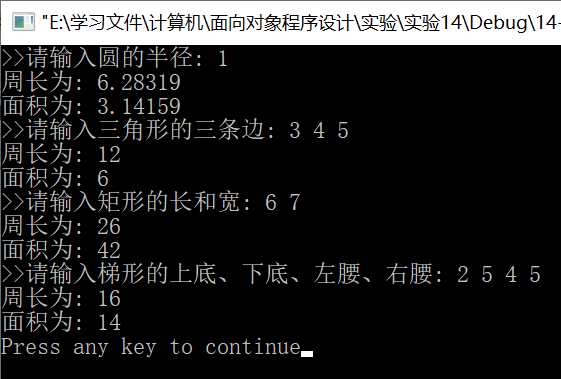 "E:\学习文件\计算机\面向对象程序设计\实验\实验14\Debug\14-
>>请输入圆的半径: 1
周长为: 6.28319
面积为: 3.14159
>>请输入三角形的三条边: 3 4 5
周长为: 12
面积为: 6
>>请输入矩形的长和宽: 6 7
周长为: 26
面积为: 42
>>请输入梯形的上底、下底、左腰、右腰: 2 5 4 5
周长为: 16
面积为: 14
Press any key to continue